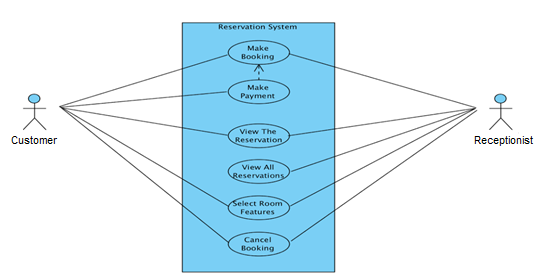 Reservation System
Make
Booking
Make
Payment
Customer
Receptionist
View The
Reservation
View All
Reservations
Select Room
Features
Cancel
Booking